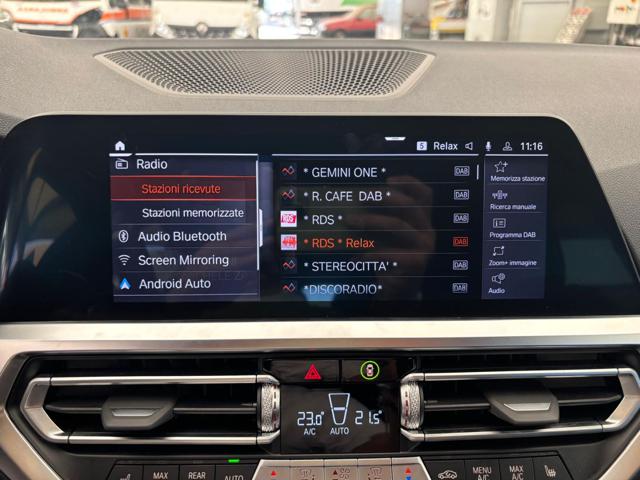 5 Relax 11:16
Radio
Stazioni ricevute
Stazioni memorizzate
Audio Bluetooth
Screen Mirroring
Android Auto
* GEMINI ONE * DAB
* R. CAFE DAB * DAB
RDS * RDS * DAB
* RDS * Relax DAB
* STEREOCITTA' * DAB
*DISCORADIO* DAB
Memorizza stazione
Ricerca manuale
Programma DAB
Zoom+ immagine
Audio
23.0° 21.5°
A/C AUTO
MAX
REAR
AUTO
MENU
A/C
MAX
A/C